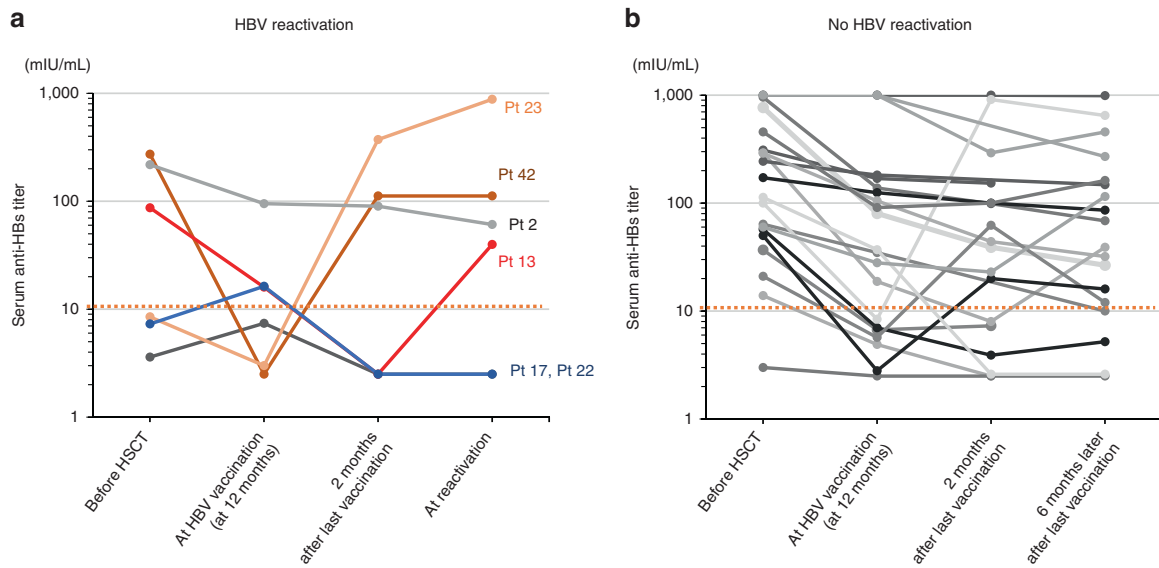 a
HBV reactivation
(mIU/mL)
Serum anti-HBs titer
1,000
100
10
1
Pt 23
Pt 42
Pt 2
Pt 13
Pt 17, Pt 22
Before HSCT
At HBV vaccination
(at 12 months)
2 months
after last vaccination
At reactivation
b
No HBV reactivation
(mIU/mL)
Serum anti-HBs titer
1,000
100
10
1
Before HSCT
At HBV vaccination
(at 12 months)
2 months
after last vaccination
6 months later
after last vaccination